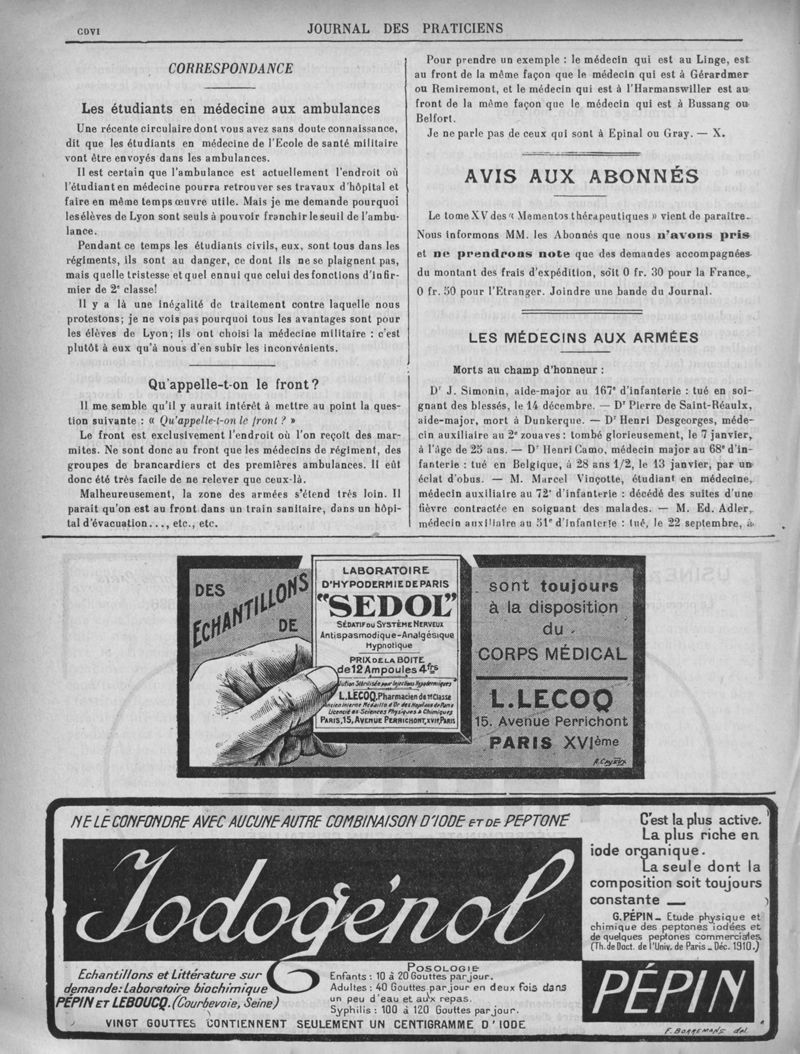 CDVI
JOURNAL DES PRATICIENS
CORRESPONDANCE
Les étudiants en médecine aux ambulances
Une récente circulaire dont vous avez sans doute connaissance,
dit que les étudiants en médecine de l'Ecole de santé militaire
vont être envoyés dans les ambulances.
Il est certain que l'ambulance est actuellement l'endroit où
l'étudiant en médecine pourra retrouver ses travaux d'hôpital et
faire en même temps œuvre utile. Mais je me demande pourquoi
les élèves de Lyon sont seuls à pouvoir franchir le seuil de l'ambu-
lance.
Pendant ce temps les étudiants civils, eux, sont tous dans les
régiments, ils sont au danger, ce dont ils ne se plaignent pas,
mais quelle tristesse et quel ennui que celui des fonctions d'infir-
mier de 2e classe!
Il y a là une inégalité de traitement contre laquelle nous
protestons; je ne vois pas pourquoi tous les avantages sont pour
les élèves de Lyon; ils ont choisi la médecine militaire : c'est
plutôt à eux qu'à nous d'en subir les inconvénients.
Qu'appelle-t-on le front?
Il me semble qu'il y aurait intérêt à mettre au point la ques-
tion suivante : « Qu'appelle-t-on le front ? »
Le front est exclusivement l'endroit où l'on reçoit des mar-
mites. Ne sont donc au front que les médecins de régiment, des
groupes de brancardiers et des premières ambulances. Il eût
donc été très facile de ne relever que ceux-là.
Malheureusement, la zone des armées s'étend très loin. Il
parait qu'on est au front dans un train sanitaire, dans un hôpi-
tal d'évacuation..., etc., etc.
Pour prendre un exemple : le médecin qui est au Linge, est
au front de la même façon que le médecin qui est à Gérardmer
ou Remiremont, et le médecin qui est à l'Harmanswiller est au
front de la même façon que le médecin qui est à Bussang ou
Belfort.
Je ne parle pas de ceux qui sont à Epinal ou Gray. — X.
AVIS AUX ABONNÉS
Le tome XV des « Mementos thérapeutiques » vient de paraître.
Nous informons MM. les Abonnés que nous n'avons pris
et ne prendrons note que des demandes accompagnées
du montant des frais d'expédition, soit 0 fr. 30 pour la France,
0 fr. 50 pour l'Etranger. Joindre une bande du Journal.
LES MÉDECINS AUX ARMÉES
Morts au champ d'honneur :
Dr J. Simonin, aide-major au 167e d'infanterie : tué en soi-
gnant des blessés, le 14 décembre. — Dr Pierre de Saint-Réaulx,
aide-major, mort à Dunkerque. — Dr Henri Desgeorges, méde-
cin auxiliaire au 2e zouaves : tombé glorieusement, le 7 janvier,
à l'âge de 25 ans. — Dr Henri Camo, médecin major au 68e d'in-
fanterie : tué en Belgique, à 28 ans 1/2, le 13 janvier, par un
éclat d'obus. — M. Marcel Vinçotte, étudiant en médecine,
médecin auxiliaire au 72e d'infanterie : décédé des suites d'une
fièvre contractée en soignant des malades. — M. Ed. Adler,
médecin auxiliaire au 51e d'infanterie : tué, le 22 septembre, à
DES
ECHANTILLONS
DE
LABORATOIRE
D'HYPODERMIE DE PARIS
"SEDOL"
SÉDATIF DU SYSTÈME NERVEUX
Antispasmodique-Analgésique
Hypnotique
PRIX DE LA BOITE
de 12 Ampoules 4frs
lution Stérilisée pour Injections Hypodermiques
L.LECOQ. Pharmacien de 1re Classe
Ancien interne Médaille d'Or des Hôpitaux de Paris
Licencié es-Sciences Physiques & Chimiques
PARIS, 15, AVENUE PERRICHONT, XVIe, PARIS
sont toujours
à la disposition
du
CORPS MÉDICAL
L.LECOQ
15. Avenue Perrichont
PARIS XVIème
NE LE CONFONDRE AVEC AUCUNE AUTRE COMBINAISON D'IODE ET DE PEPTONE
Iodogénol
C'est la plus active.
La plus riche en
iode organique.
La seule dont la
composition soit toujours
constante —
G.PÉPIN _ Etude physique et
chimique des peptones iodées et
de quelques peptones commerciales.
(Th. de Doct. de l'Univ. de Paris _ Déc. 1910.)
Echantillons et Littérature sur
demande: Laboratoire biochimique
PÉPIN ET LEBOUCQ. (Courbevoie, Seine)
POSOLOGIE
Enfants : 10 à 20 Gouttes par jour.
Adultes : 40 Gouttes par jour en deux fois dans
un peu d'eau et aux repas.
Syphilis : 100 à 120 Gouttes par jour.
VINGT GOUTTES CONTIENNENT SEULEMENT UN CENTIGRAMME D'IODE
PÉPIN